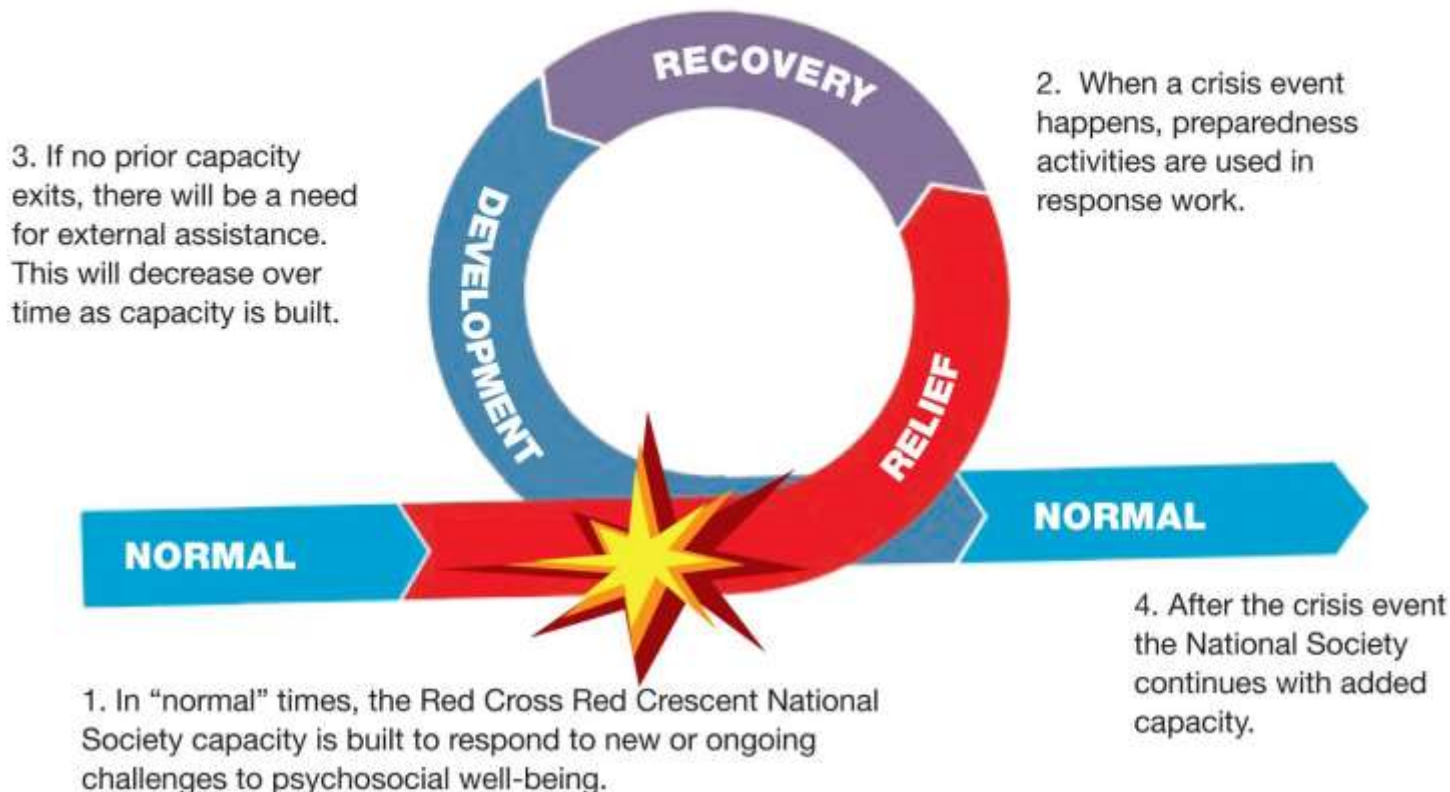 RECOVERY
2. When a crisis event
happens, preparedness
activities are used in
response work.
3. If no prior capacity
exits, there will be a need
for external assistance.
This will decrease over
time as capacity is built.
DEVELOPMENT
RELIEF
NORMAL
NORMAL
4. After the crisis event
the National Society
continues with added
capacity.
1. In “normal” times, the Red Cross Red Crescent National
Society capacity is built to respond to new or ongoing
challenges to psychosocial well-being.